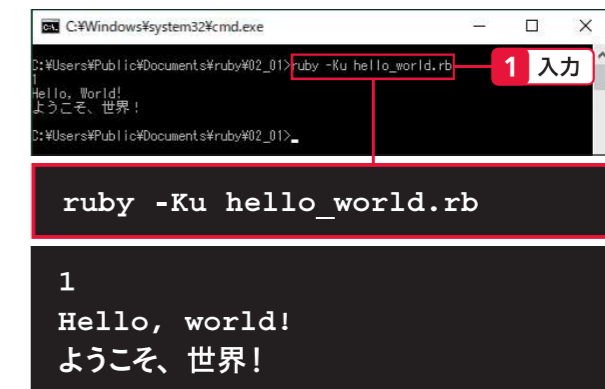 C:¥Windows¥system32¥cmd.exe
C:¥Users¥Public¥Documents¥ruby¥02_01>ruby -Ku hello_world.rb
1 入力
1
Hello, World!
ようこそ、世界！
C:¥Users¥Public¥Documents¥ruby¥02_01>_
ruby -Ku hello_world.rb
1
Hello, world!
ようこそ、世界！